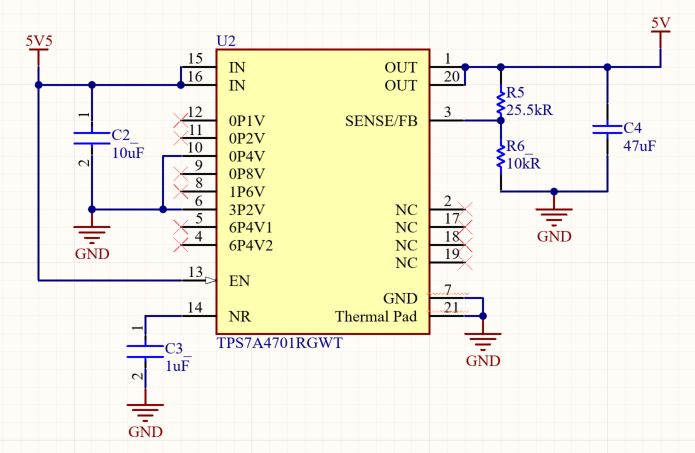 5V5
U2
5V
15 IN OUT 1
16 IN OUT 20
12 0P1V SENSE/FB 3
11 0P2V
10 0P4V
9 0P8V
8 1P6V
6 3P2V NC 2
5 6P4V1 NC 17
4 6P4V2 NC 18
NC 19
13 EN
GND 7
14 NR Thermal Pad 21
TPS7A4701RGWT
1
C2
10uF
2
GND
R5
25.5kR
R6
10kR
C4
47uF
GND
1
C3
1uF
2
GND
GND